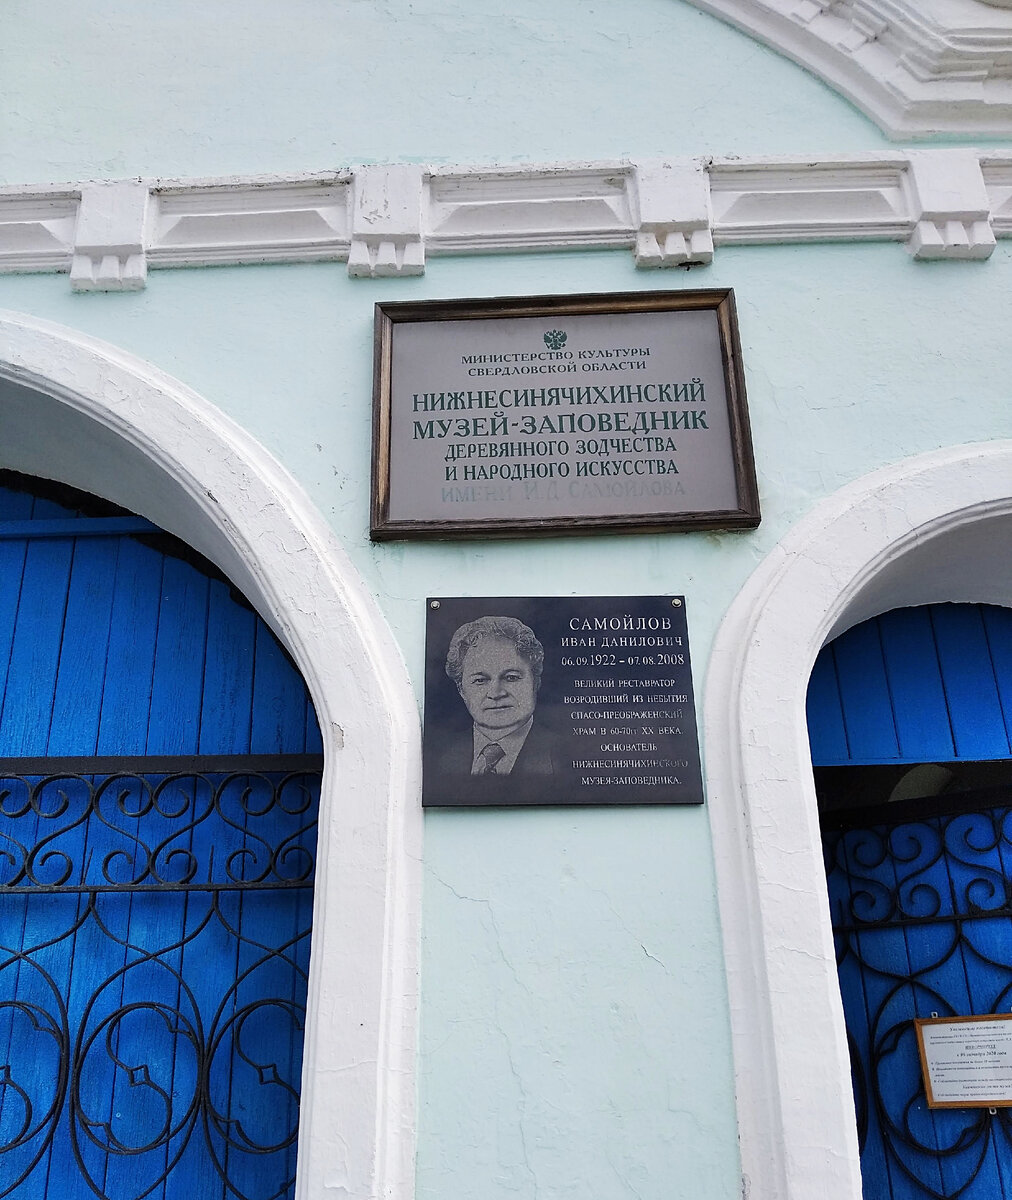 МИНИСТЕРСТВО КУЛЬТУРЫ
СВЕРДЛОВСКОЙ ОБЛАСТИ
НИЖНЕСИНЯЧИХИНСКИЙ
МУЗЕЙ-ЗАПОВЕДНИК
ДЕРЕВЯННОГО ЗОДЧЕСТВА
И НАРОДНОГО ИСКУССТВА
ИМЕНИ И.Д САМОЙЛОВА
САМОЙЛОВ
ИВАН ДАНИЛОВИЧ
06.09.1922 – 07.08.2008
ВЕЛИКИЙ РЕСТАВРАТОР
ВОЗРОДИВШИЙ ИЗ НЕБЫТИЯ
СПАСО-ПРЕОБРАЖЕНСКИЙ
ХРАМ В 60-70гг XX ВЕКА.
ОСНОВАТЕЛЬ
НИЖНЕСИНЯЧИХИНСКОГО
МУЗЕЯ-ЗАПОВЕДНИКА.